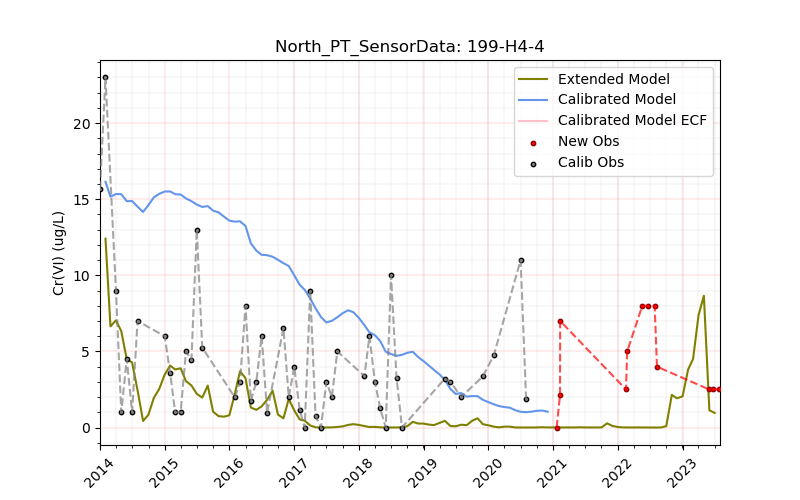 North_PT_SensorData: 199-H4-4
Extended Model
Calibrated Model
Calibrated Model ECF
New Obs
Calib Obs
Cr(VI) (ug/L)
20
15
10
5
0
2014
2015
2016
2017
2018
2019
2020
2021
2022
2023